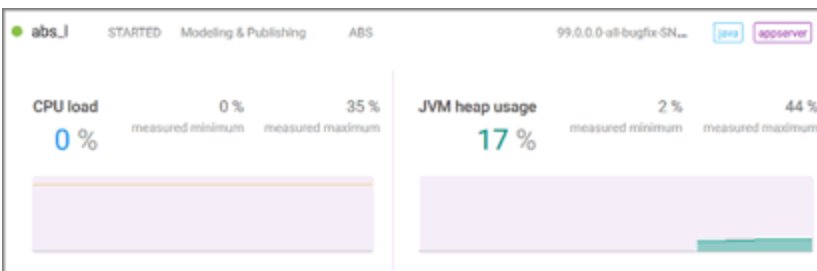 abs_l STARTED Modeling & Publishing ABS 99.0.0.0-all-bugfix-SN... java appserver
CPU load 0 % 35 % JVM heap usage 2 % 44 %
0 % measured minimum measured maximum 17 % measured minimum measured maximum